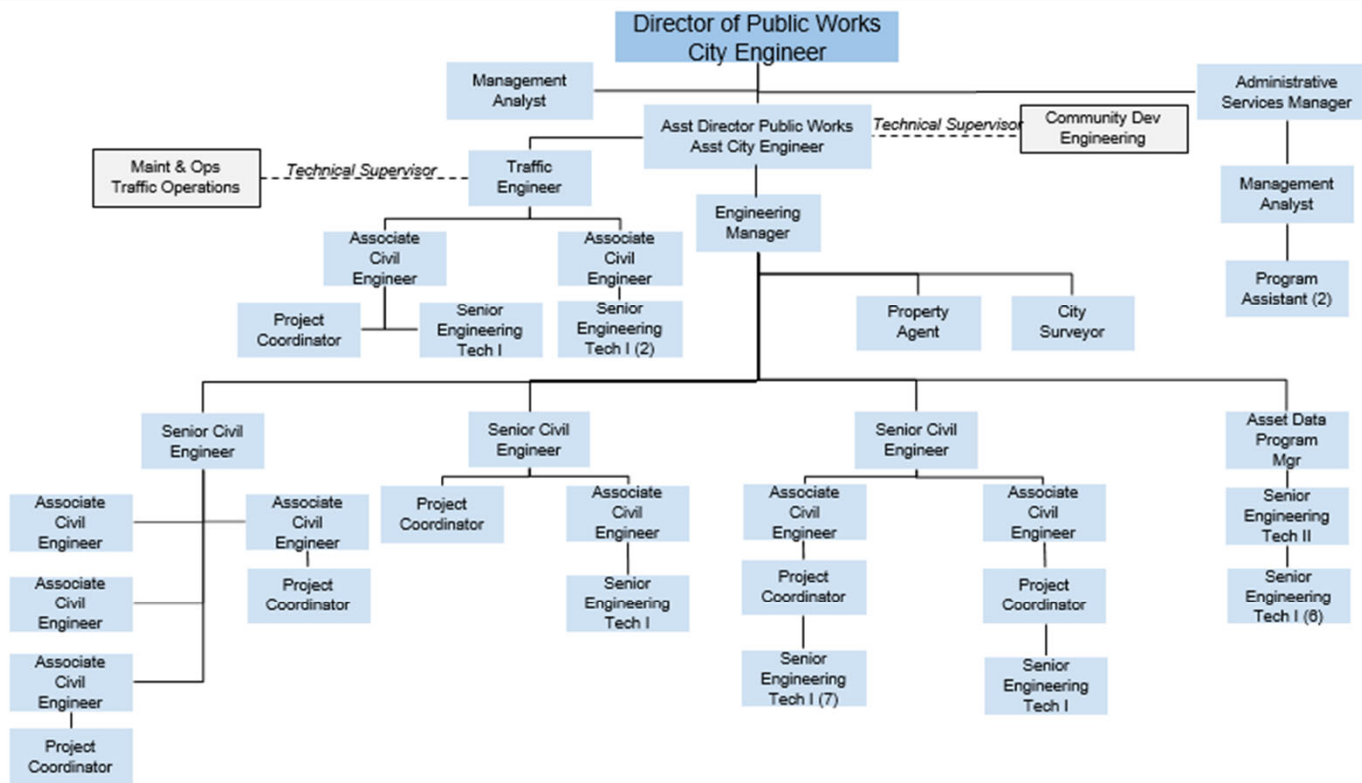 Director of Public Works
City Engineer
Management
Analyst
Administrative
Services Manager
Asst Director Public Works
Asst City Engineer
Technical Supervisor
Community Dev
Engineering
Maint & Ops
Traffic Operations
Technical Supervisor
Traffic
Engineer
Engineering
Manager
Management
Analyst
Associate
Civil
Engineer
Associate
Civil
Engineer
Program
Assistant (2)
Project
Coordinator
Senior
Engineering
Tech I
Senior
Engineering
Tech I (2)
Property
Agent
City
Surveyor
Senior Civil
Engineer
Senior Civil
Engineer
Senior Civil
Engineer
Asset Data
Program
Mgr
Associate
Civil
Engineer
Associate
Civil
Engineer
Project
Coordinator
Associate
Civil
Engineer
Associate
Civil
Engineer
Associate
Civil
Engineer
Senior
Engineering
Tech II
Associate
Civil
Engineer
Project
Coordinator
Senior
Engineering
Tech I
Project
Coordinator
Project
Coordinator
Senior
Engineering
Tech I (6)
Associate
Civil
Engineer
Senior
Engineering
Tech I (7)
Senior
Engineering
Tech I
Project
Coordinator